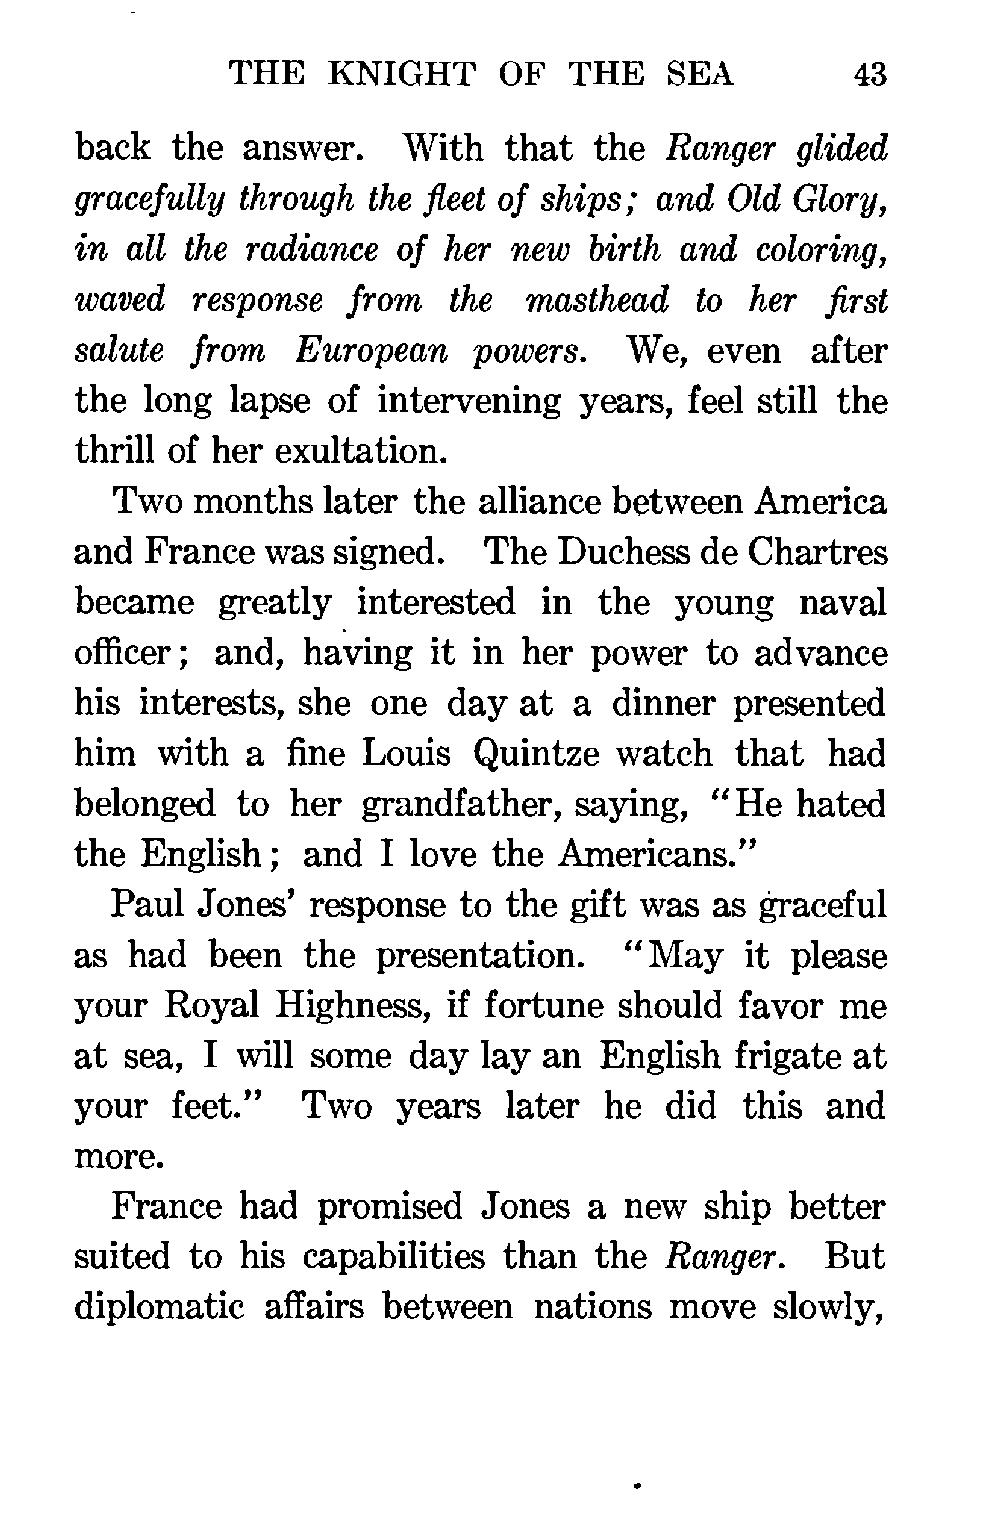 THE KNIGHT OF THE SEA 43
back the answer. With that the Ranger glided
gracefully through the fleet of ships; and Old Glory,
in all the radiance of her new birth and coloring,
waved response from the masthead to her first
salute from European powers. We, even after
the long lapse of intervening years, feel still the
thrill of her exultation.
Two months later the alliance between America
and France was signed. The Duchess de Chartres
became greatly interested in the young naval
officer; and, having it in her power to advance
his interests, she one day at a dinner presented
him with a fine Louis Quintze watch that had
belonged to her grandfather, saying, "He hated
the English; and I love the Americans."
Paul Jones' response to the gift was as graceful
as had been the presentation. "May it please
your Royal Highness, if fortune should favor me
at sea, I will some day lay an English frigate at
your feet." Two years later he did this and
more.
France had promised Jones a new ship better
suited to his capabilities than the Ranger. But
diplomatic affairs between nations move slowly,